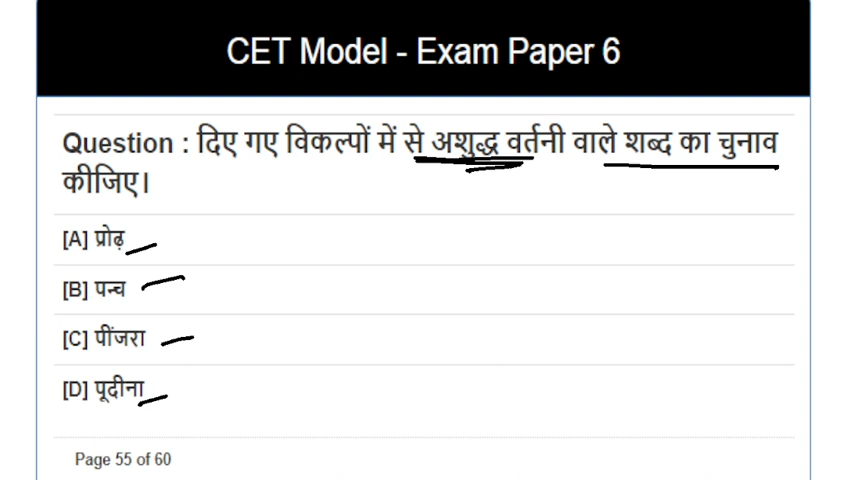 CET Model - Exam Paper 6
Question : दिए गए विकल्पों में से अशुद्ध वर्तनी वाले शब्द का चुनाव
कीजिए।
[A] प्रोढ़
[B] पन्च
[C] पींजरा
[D] पूदीना
Page 55 of 60